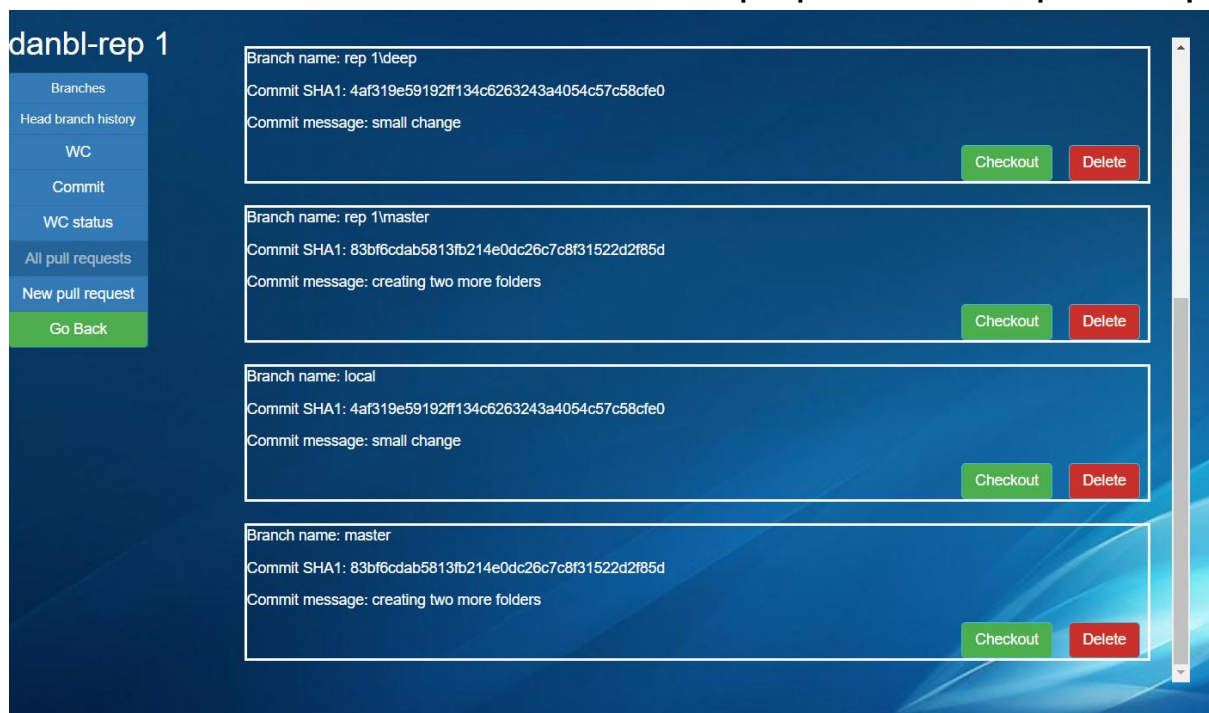 danbl-rep 1
Branches
Head branch history
WC
Commit
WC status
All pull requests
New pull request
Go Back
Branch name: rep 1\deep
Commit SHA1: 4af319e59192ff134c6263243a4054c57c58cfe0
Commit message: small change
Checkout Delete
Branch name: rep 1\master
Commit SHA1: 83bf6cdab5813fb214e0dc26c7c8f31522d2f85d
Commit message: creating two more folders
Checkout Delete
Branch name: local
Commit SHA1: 4af319e59192ff134c6263243a4054c57c58cfe0
Commit message: small change
Checkout Delete
Branch name: master
Commit SHA1: 83bf6cdab5813fb214e0dc26c7c8f31522d2f85d
Commit message: creating two more folders
Checkout Delete